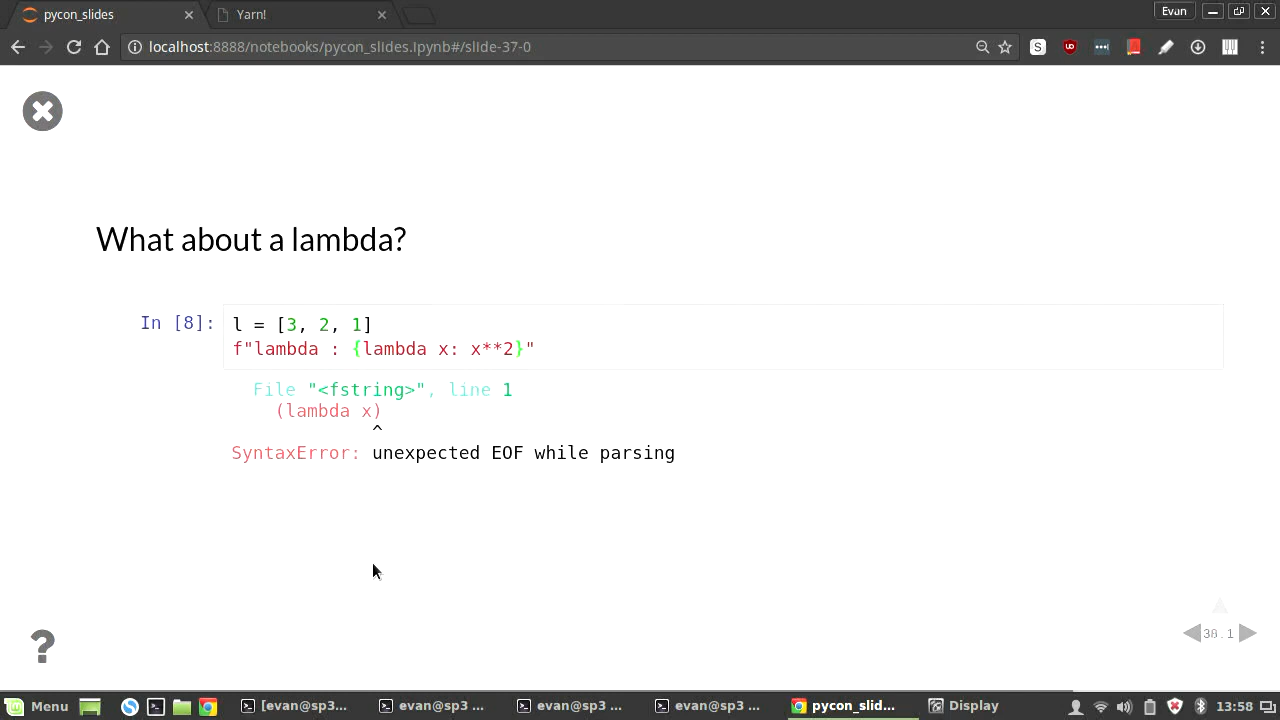 pycon_slides
Yarn!
Evan
localhost:8888/notebooks/pycon_slides.ipynb#/slide-37-0
S
What about a lambda?
In [8]:
l = [3, 2, 1]
f"lambda : {lambda x: x**2}"
File "<fstring>", line 1
(lambda x)
^
SyntaxError: unexpected EOF while parsing
?
38.1
Menu
[evan@sp3...
evan@sp3 ...
evan@sp3 ...
evan@sp3 ...
pycon_slid...
Display
13:58